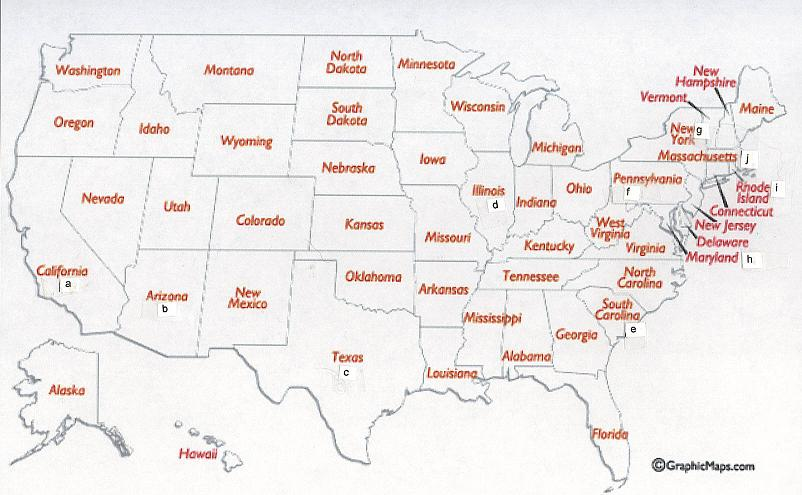 Washington
Montana
North
Dakota
Minnesota
New
Hampshire
Vermont
Maine
Oregon
Idaho
South
Dakota
Wisconsin
Wyoming
Michigan
New
York
g
Massachusetts
j
Nebraska
Iowa
Illinois
d
Indiana
Ohio
Pennsylvania
f
Rhode
Island
i
Connecticut
Nevada
Utah
Colorado
Kansas
Missouri
West
Virginia
Virginia
New Jersey
Delaware
Maryland
h
Kentucky
California
a
Arizona
b
New
Mexico
Oklahoma
Arkansas
Tennessee
North
Carolina
South
Carolina
e
Mississippi
Georgia
Alabama
Texas
c
Louisiana
Alaska
Hawaii
Florida
©GraphicMaps.com